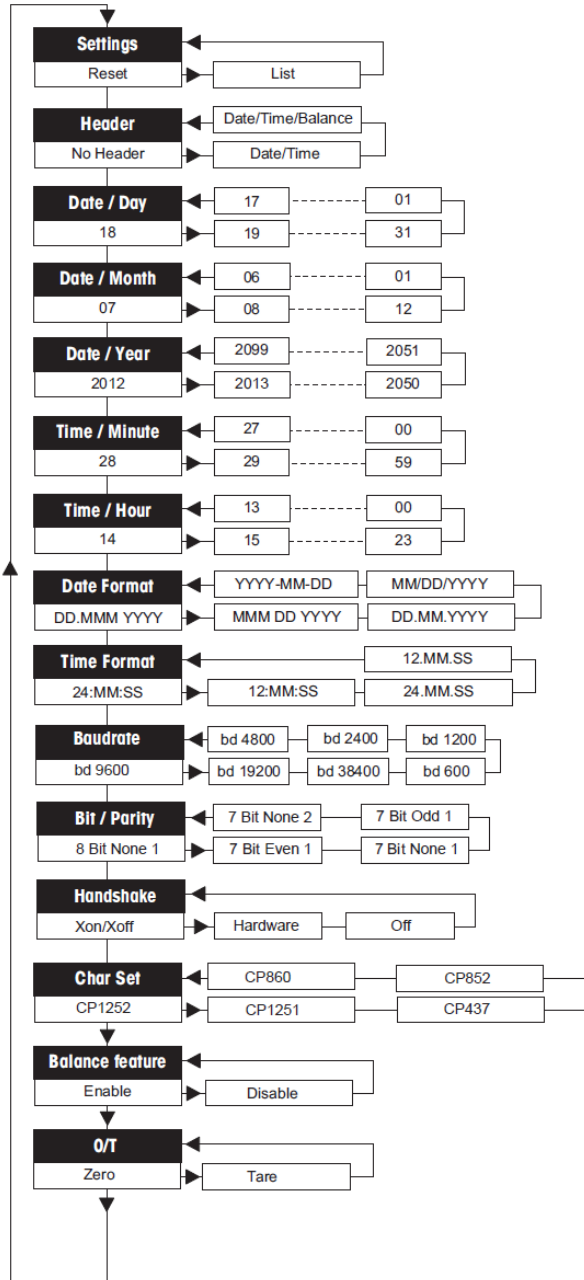 Settings
Reset List
Header Date/Time/Balance
No Header Date/Time
Date / Day 17 01
18 19 31
Date / Month 06 01
07 08 12
Date / Year 2099 2051
2012 2013 2050
Time / Minute 27 00
28 29 59
Time / Hour 13 00
14 15 23
Date Format YYYY-MM-DD MM/DD/YYYY
DD.MMM YYYY MMM DD YYYY DD.MM.YYYY
Time Format 12.MM.SS
24:MM:SS 12:MM:SS 24.MM.SS
Baudrate bd 4800 bd 2400 bd 1200
bd 9600 bd 19200 bd 38400 bd 600
Bit / Parity 7 Bit None 2 7 Bit Odd 1
8 Bit None 1 7 Bit Even 1 7 Bit None 1
Handshake
Xon/Xoff Hardware Off
Char Set CP860 CP852
CP1252 CP1251 CP437
Balance feature
Enable Disable
O/T
Zero Tare